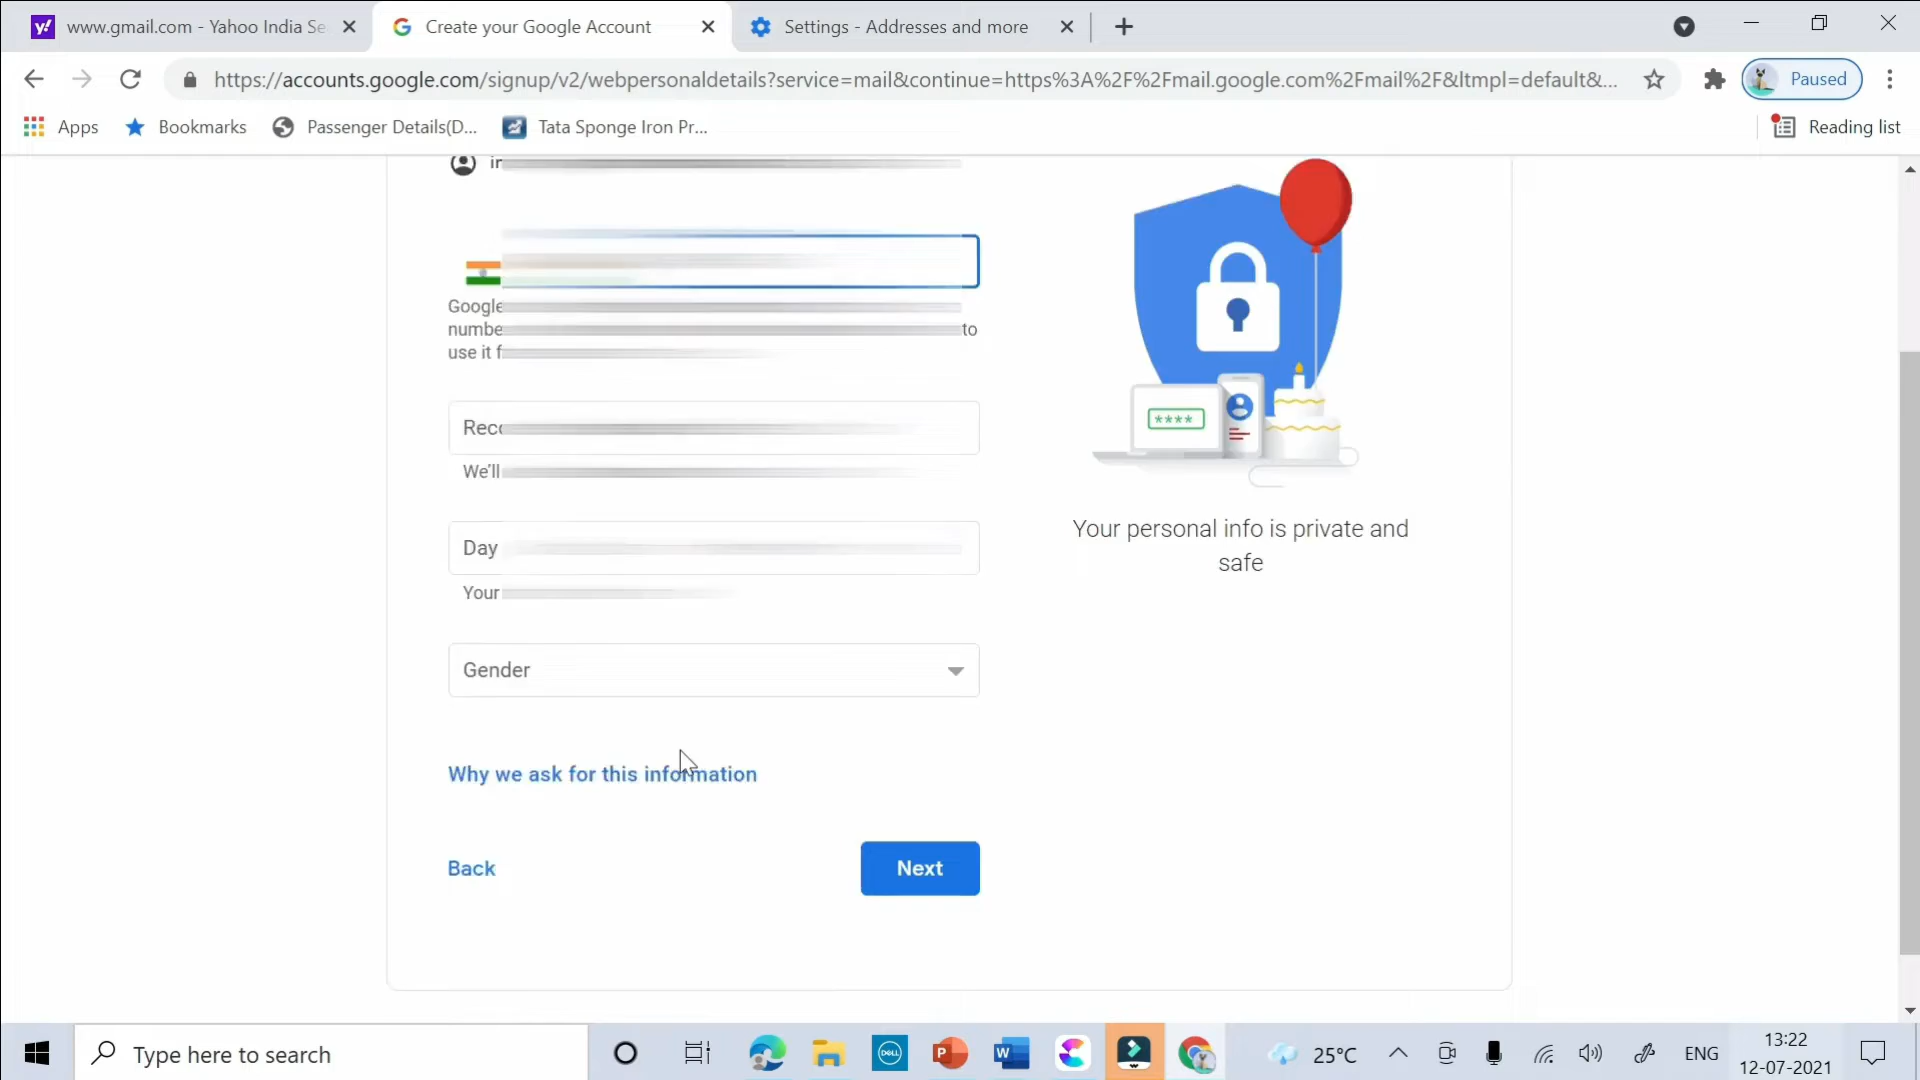 www.gmail.com - Yahoo India Se
Create your Google Account
Settings - Addresses and more
https://accounts.google.com/signup/v2/webpersonaldetails?service=mail&continue=https%3A%2F%2Fmail.google.com%2Fmail%2F&ltmpl=default&...
Paused
Apps
Bookmarks
Passenger Details(D...
Tata Sponge Iron Pr...
Reading list
Google
to
use it
We'll
Day
Your
Gender
Why we ask for this information
Back
Next
****
Your personal info is private and
safe
Type here to search
DELL
25°C
ENG
13:22
12-07-2021